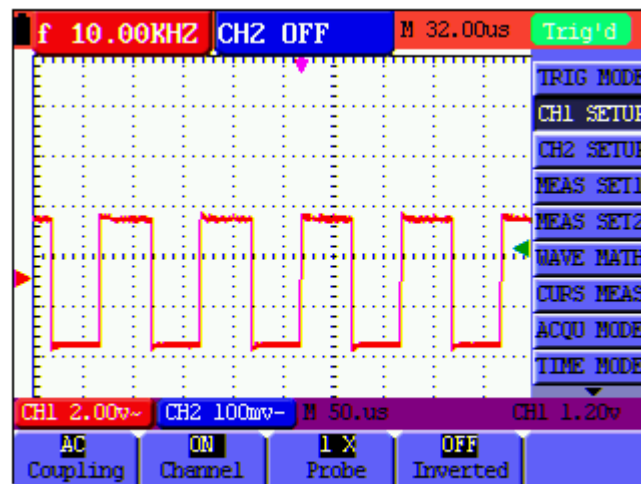 f 10.00KHZ CH2 OFF M 32.00us Trig'd
TRIG MODE
CH1 SETUP
CH2 SETUP
MEAS SET1
MEAS SET2
WAVE MATH
CURS MEAS
ACQU MODE
TIME MODE
CH1 2.00v~ CH2 100mv- M 50.us CH1 1.20v
AC ON 1 X OFF
Coupling Channel Probe Inverted